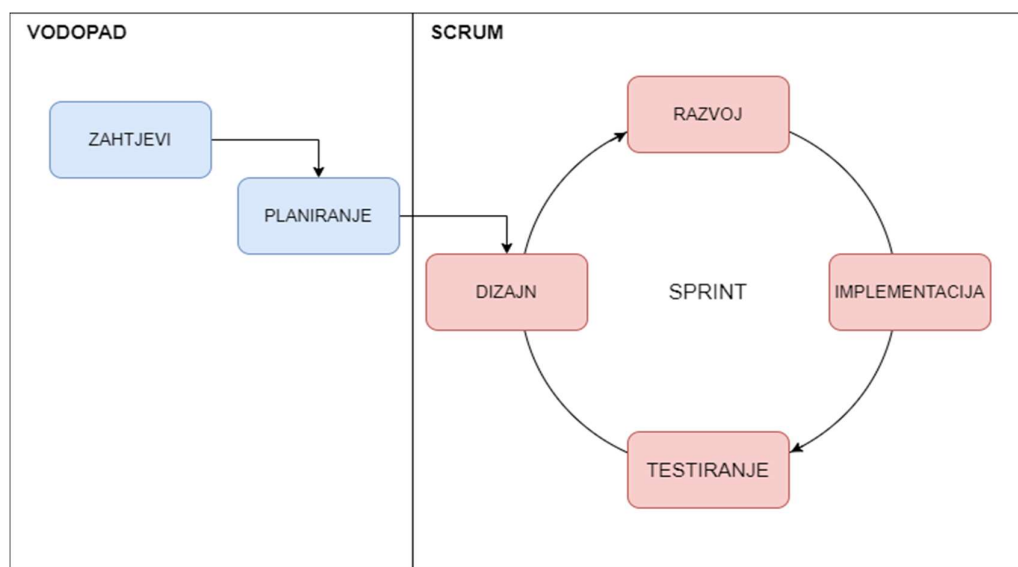 VODOPAD
SCRUM
ZAHTJEVI
PLANIRANJE
RAZVOJ
DIZAJN
SPRINT
IMPLEMENTACIJA
TESTIRANJE